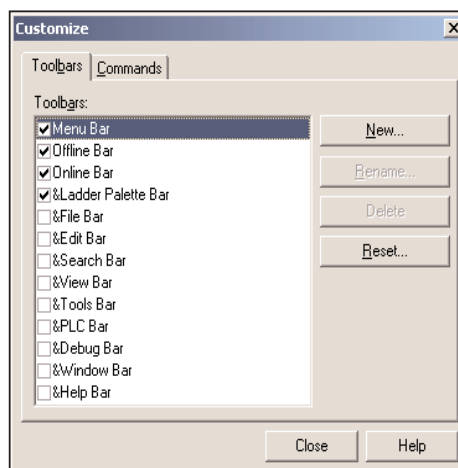 Customize
Toolbars Commands
Toolbars:
Menu Bar
Offline Bar
Online Bar
&Ladder Palette Bar
&File Bar
&Edit Bar
&Search Bar
&View Bar
&Tools Bar
&PLC Bar
&Debug Bar
&Window Bar
&Help Bar
New...
Rename...
Delete
Reset...
Close Help